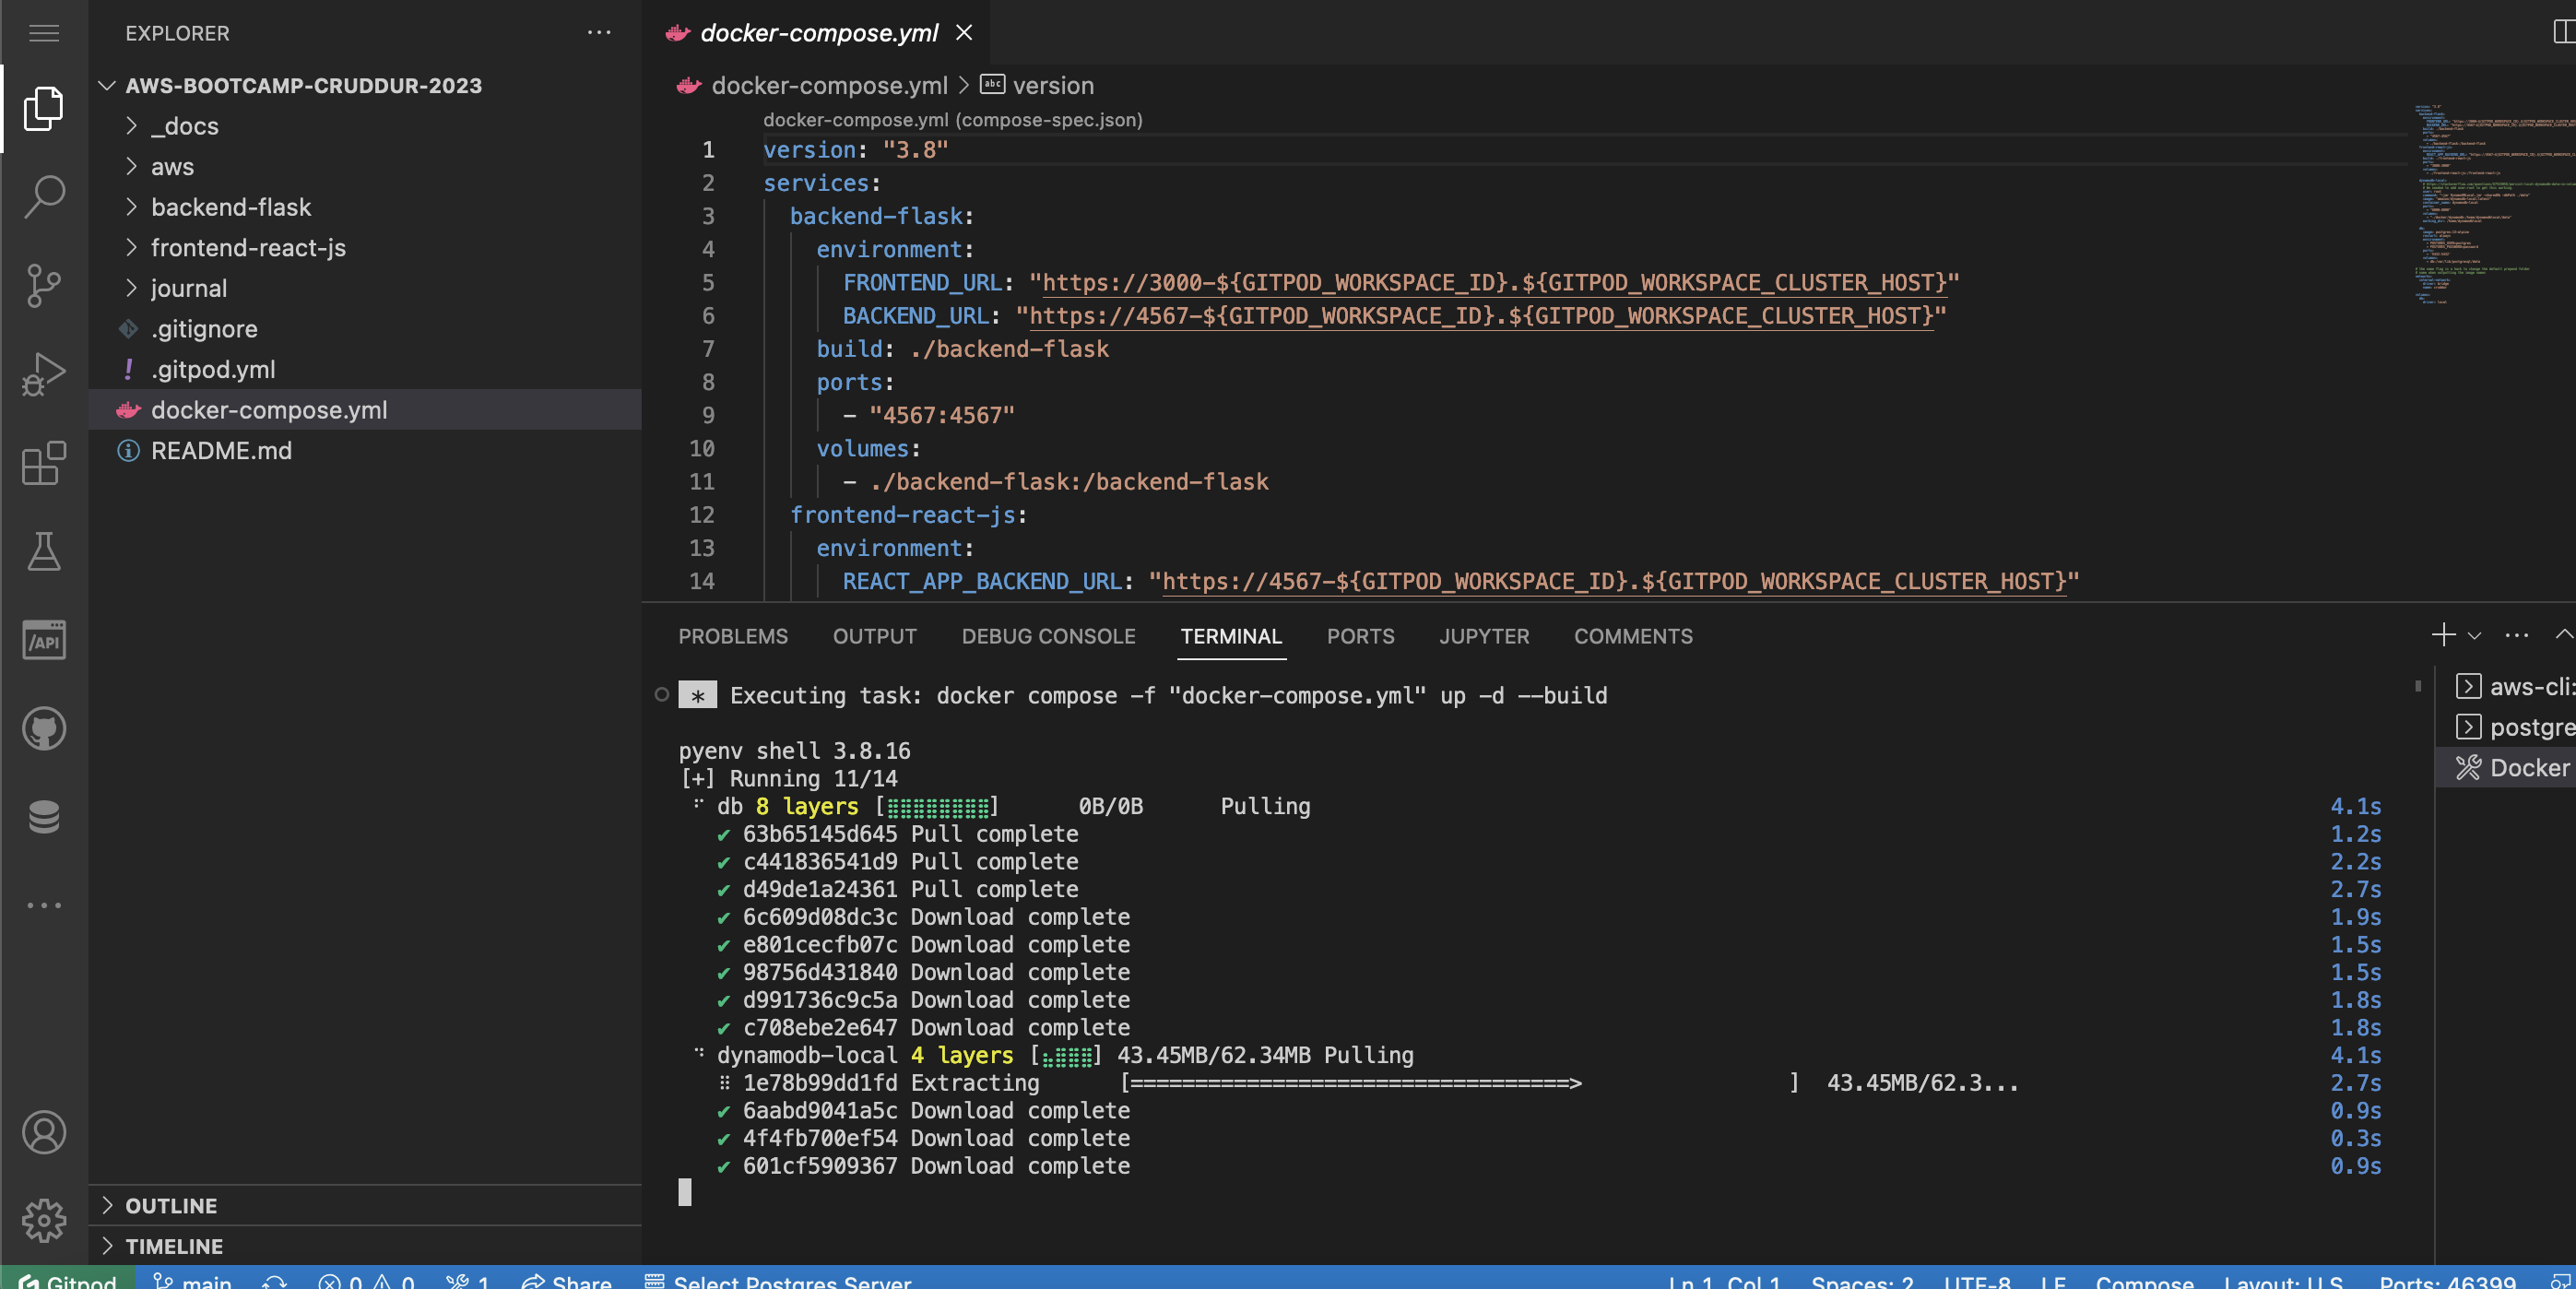 EXPLORER
AWS-BOOTCAMP-CRUDDUR-2023
_docs
aws
backend-flask
frontend-react-js
journal
.gitignore
.gitpod.yml
docker-compose.yml
README.md
OUTLINE
TIMELINE
docker-compose.yml
docker-compose.yml > abc version
docker-compose.yml (compose-spec.json)
1 version: "3.8"
2 services:
3 backend-flask:
4 environment:
5 FRONTEND_URL: "https://3000-${GITPOD_WORKSPACE_ID}.${GITPOD_WORKSPACE_CLUSTER_HOST}"
6 BACKEND_URL: "https://4567-${GITPOD_WORKSPACE_ID}.${GITPOD_WORKSPACE_CLUSTER_HOST}"
7 build: ./backend-flask
8 ports:
9 - "4567:4567"
10 volumes:
11 - ./backend-flask:/backend-flask
12 frontend-react-js:
13 environment:
14 REACT_APP_BACKEND_URL: "https://4567-${GITPOD_WORKSPACE_ID}.${GITPOD_WORKSPACE_CLUSTER_HOST}"
PROBLEMS OUTPUT DEBUG CONSOLE TERMINAL PORTS JUPYTER COMMENTS
* Executing task: docker compose -f "docker-compose.yml" up -d --build
pyenv shell 3.8.16
[+] Running 11/14
db 8 layers [⣿⣿⣿⣿⣿⣿⣿⣿] 0B/0B Pulling 4.1s
✔ 63b65145d645 Pull complete 1.2s
✔ c441836541d9 Pull complete 2.2s
✔ d49de1a24361 Pull complete 2.7s
✔ 6c609d08dc3c Download complete 1.9s
✔ e801cecfb07c Download complete 1.5s
✔ 98756d431840 Download complete 1.5s
✔ d991736c9c5a Download complete 1.8s
✔ c708ebe2e647 Download complete 1.8s
dynamodb-local 4 layers [⣦⣿⣿⣿] 43.45MB/62.34MB Pulling 4.1s
⠿ 1e78b99dd1fd Extracting [==================================> ] 43.45MB/62.3... 2.7s
✔ 6aabd9041a5c Download complete 0.9s
✔ 4f4fb700ef54 Download complete 0.3s
✔ 601cf5909367 Download complete 0.9s
aws-cli:
postgre
Docker
/API
Gitpod main 0 0 1 Share Select Postgres Server Ln 1, Col 1 Spaces: 2 UTF-8 LF Compose Layout: U.S. Ports: 46399